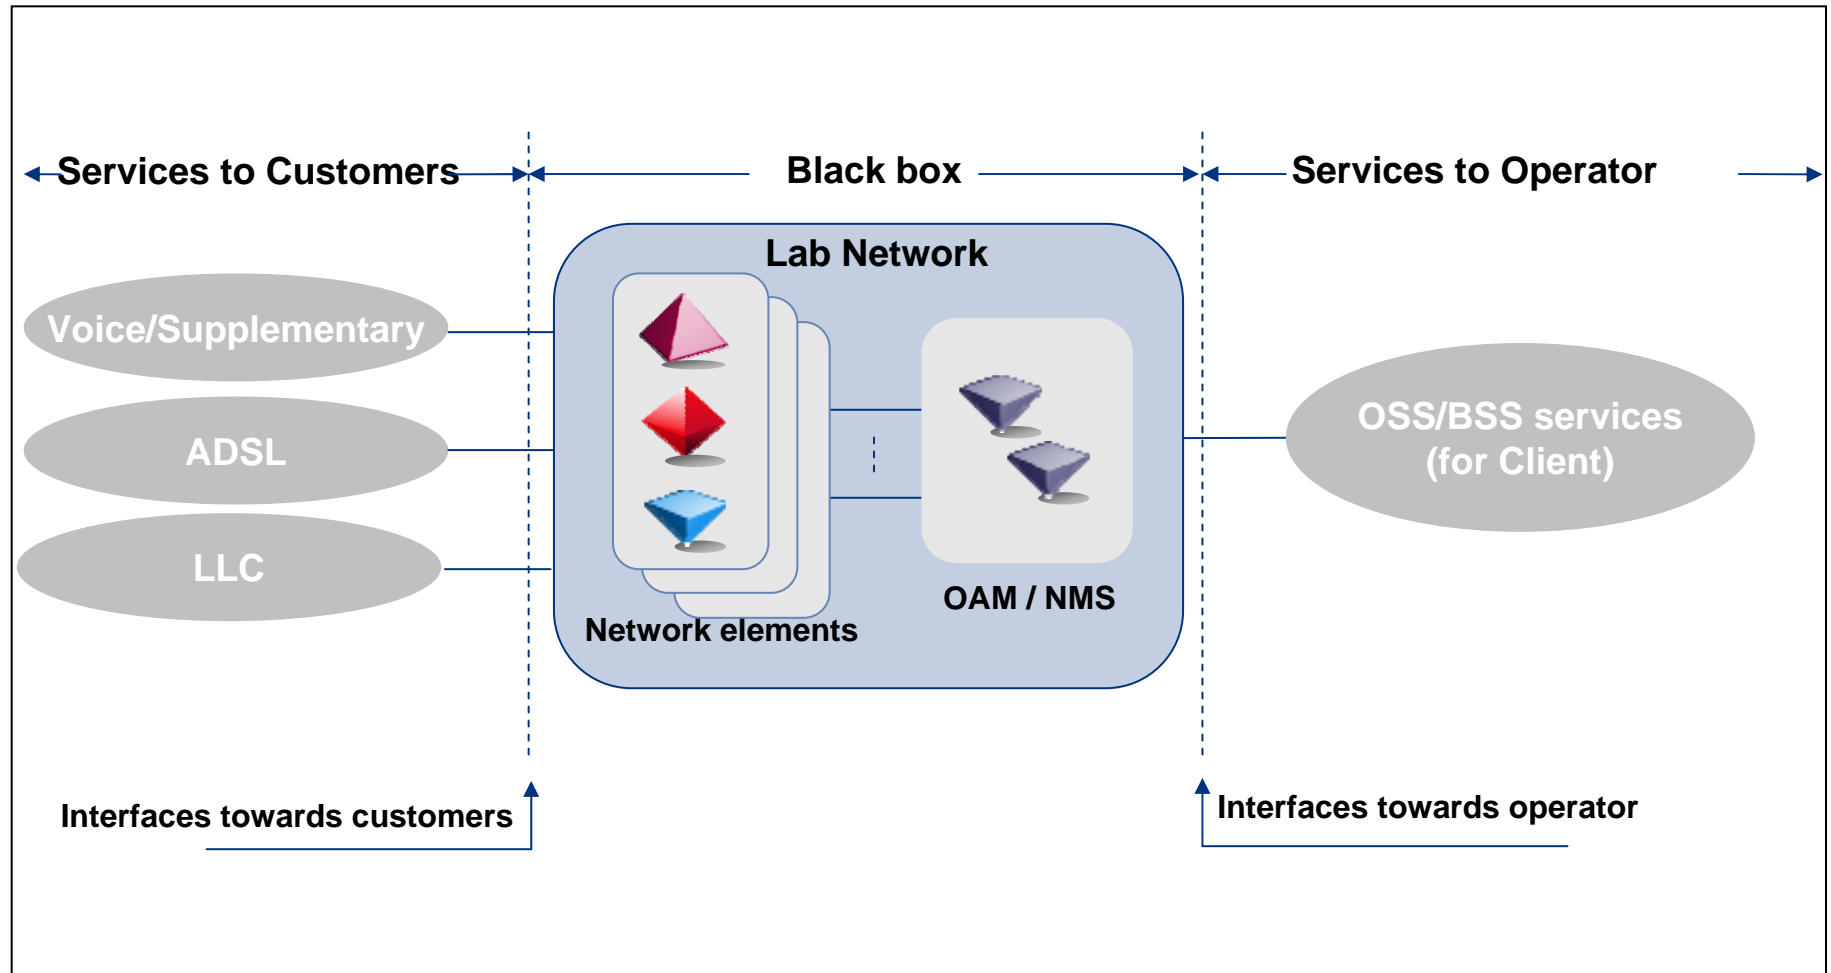 Services to Customers
Black box
Services to Operator
Lab Network
Voice/Supplementary
ADSL
LLC
OSS/BSS services
(for Client)
OAM / NMS
Network elements
Interfaces towards customers
Interfaces towards operator